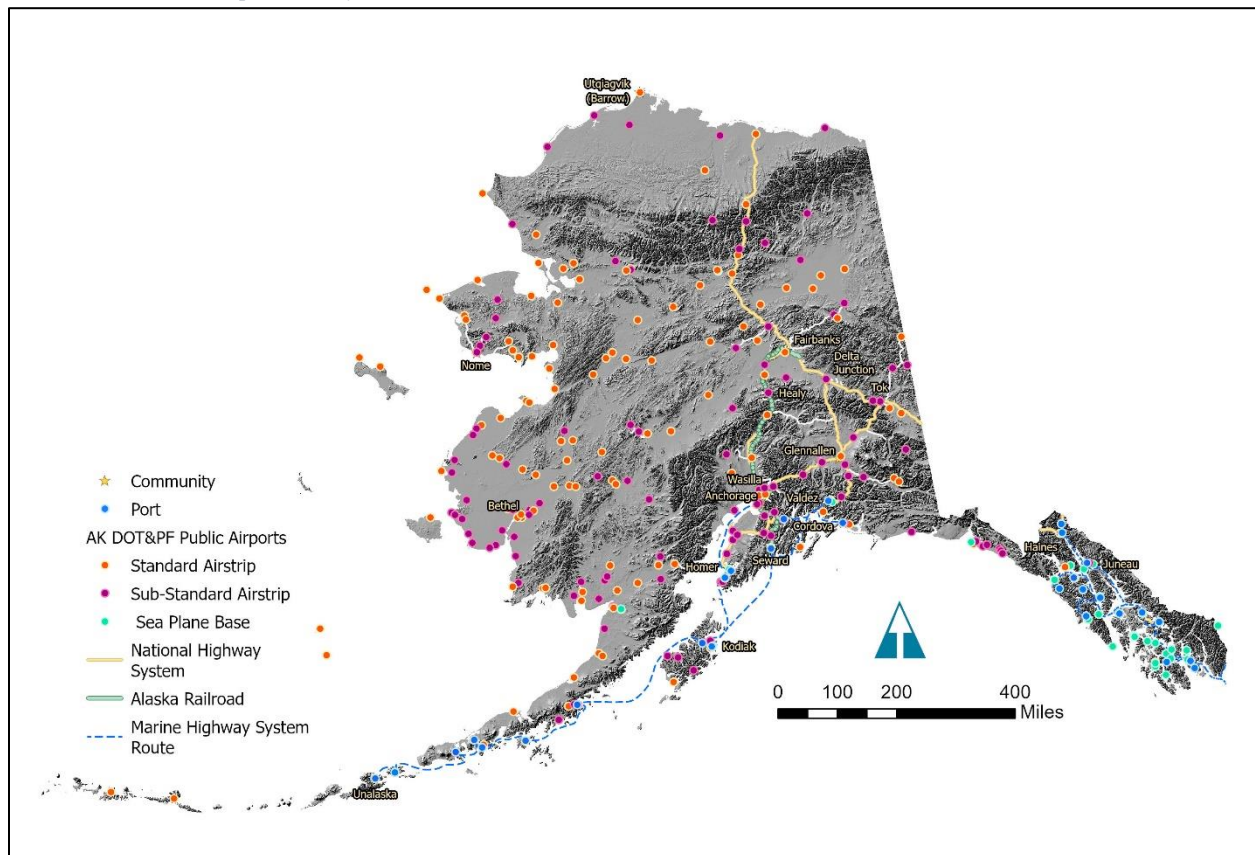 Utqiagvik
(Barrow)
Fairbanks
Nome
Delta
Junction
Tok
Healy
Glennallen
Wasilla
Anchorage
Valdez
Bethel
Cordova
Haines
Juneau
Homer
Seward
Kodiak
Unalaska
Community
Port
AK DOT&PF Public Airports
Standard Airstrip
Sub-Standard Airstrip
Sea Plane Base
National Highway
System
Alaska Railroad
Marine Highway System
Route
0 100 200 400
Miles